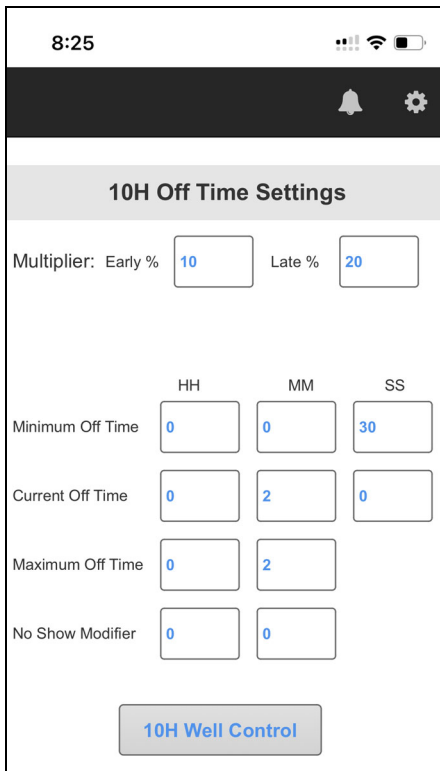 8:25
10H Off Time Settings
Multiplier: Early % 10 Late % 20
HH MM SS
Minimum Off Time 0 0 30
Current Off Time 0 2 0
Maximum Off Time 0 2
No Show Modifier 0 0
10H Well Control